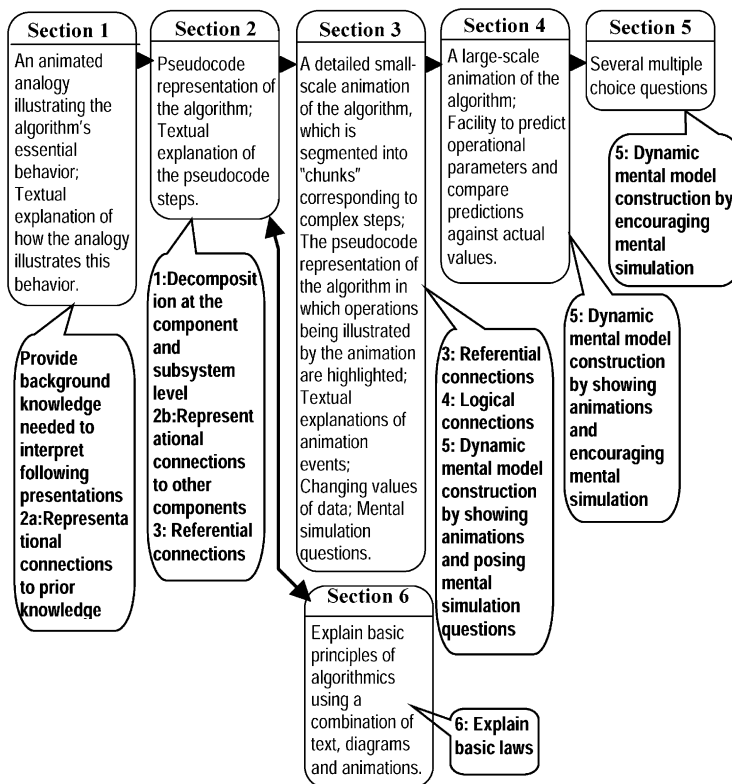 Section 1
An animated
analogy
illustrating the
algorithm's
essential
behavior;
Textual
explanation of
how the analogy
illustrates this
behavior.
Provide
background
knowledge
needed to
interpret
following
presentations
2a:Representa
tional
connections
to prior
knowledge
Section 2
Pseudocode
representation of
the algorithm;
Textual
explanation of
the pseudocode
steps.
1:Decomposit
ion at the
component
and
subsystem
level
2b:Represent
ational
connections
to other
components
3: Referential
connections
Section 3
A detailed small-
scale animation
of the algorithm,
which is
segmented into
"chunks"
corresponding to
complex steps;
The pseudocode
representation of
the algorithm in
which operations
being illustrated
by the animation
are highlighted;
Textual
explanations of
animation
events;
Changing values
of data; Mental
simulation
questions.
3: Referential
connections
4: Logical
connections
5: Dynamic
mental model
construction
by showing
animations
and posing
mental
simulation
questions
Section 4
A large-scale
animation of the
algorithm;
Facility to predict
operational
parameters and
compare
predictions
against actual
values.
5: Dynamic
mental model
construction
by showing
animations
and
encouraging
mental
simulation
Section 5
Several multiple
choice questions
5: Dynamic
mental model
construction by
encouraging
mental
simulation
Section 6
Explain basic
principles of
algorithmics
using a
combination of
text, diagrams
and animations.
6: Explain
basic laws